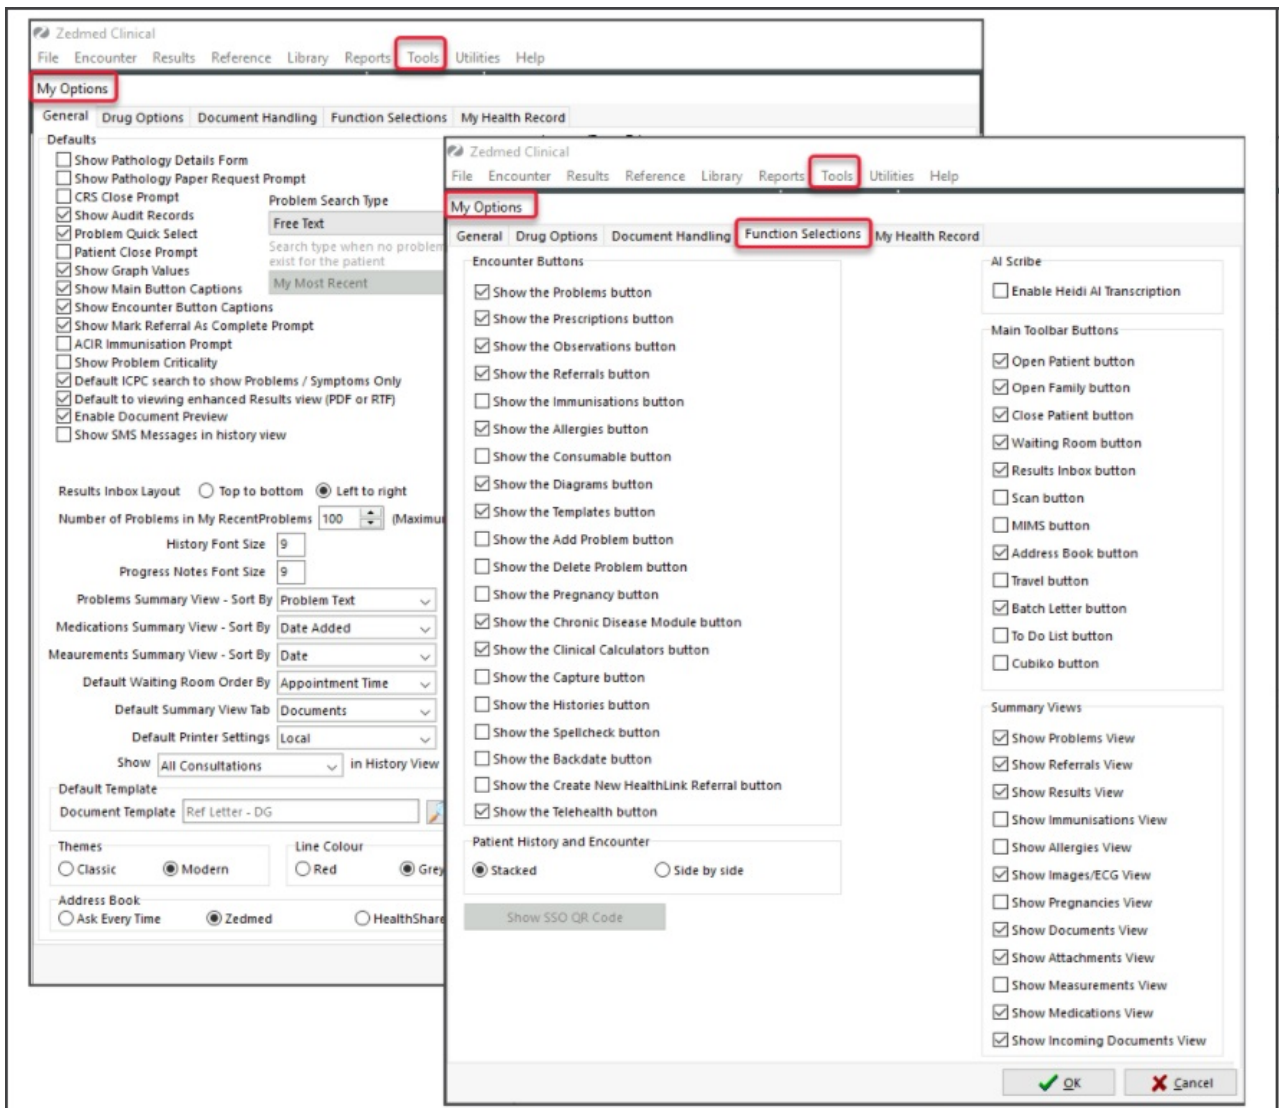 Zedmed Clinical
File Encounter Results Reference Library Reports Tools Utilities Help
My Options
General Drug Options Document Handling Function Selections My Health Record
Defaults
Show Pathology Details Form
Show Pathology Paper Request Prompt
CRS Close Prompt
Show Audit Records
Problem Quick Select
Patient Close Prompt
Show Graph Values
Show Main Button Captions
Show Encounter Button Captions
Show Mark Referral As Complete Prompt
ACIR Immunisation Prompt
Show Problem Criticality
Default ICPC search to show Problems / Symptoms Only
Default to viewing enhanced Results view (PDF or RTF)
Enable Document Preview
Show SMS Messages in history view
Problem Search Type
Free Text
Search type when no problem
exist for the patient
My Most Recent
Results Inbox Layout Top to bottom Left to right
Number of Problems in My RecentProblems 100
History Font Size 9
Progress Notes Font Size 9
Problems Summary View - Sort By Problem Text
Medications Summary View - Sort By Date Added
Meaurements Summary View - Sort By Date
Default Waiting Room Order By Appointment Time
Default Summary View Tab Documents
Default Printer Settings Local
Show All Consultations in History View
Default Template
Document Template Ref Letter - DG
Themes
Classic Modern
Line Colour
Red Grey
Address Book
Ask Every Time Zedmed HealthShare
Zedmed Clinical
File Encounter Results Reference Library Reports Tools Utilities Help
My Options
General Drug Options Document Handling Function Selections My Health Record
Encounter Buttons
Show the Problems button
Show the Prescriptions button
Show the Observations button
Show the Referrals button
Show the Immunisations button
Show the Allergies button
Show the Consumable button
Show the Diagrams button
Show the Templates button
Show the Add Problem button
Show the Delete Problem button
Show the Pregnancy button
Show the Chronic Disease Module button
Show the Clinical Calculators button
Show the Capture button
Show the Histories button
Show the Spellcheck button
Show the Backdate button
Show the Create New HealthLink Referral button
Show the Telehealth button
Patient History and Encounter
Stacked Side by side
Show SSO QR Code
AI Scribe
Enable Heidi AI Transcription
Main Toolbar Buttons
Open Patient button
Open Family button
Close Patient button
Waiting Room button
Results Inbox button
Scan button
MIMS button
Address Book button
Travel button
Batch Letter button
To Do List button
Cubiko button
Summary Views
Show Problems View
Show Referrals View
Show Results View
Show Immunisations View
Show Allergies View
Show Images/ECG View
Show Pregnancies View
Show Documents View
Show Attachments View
Show Measurements View
Show Medications View
Show Incoming Documents View
OK Cancel